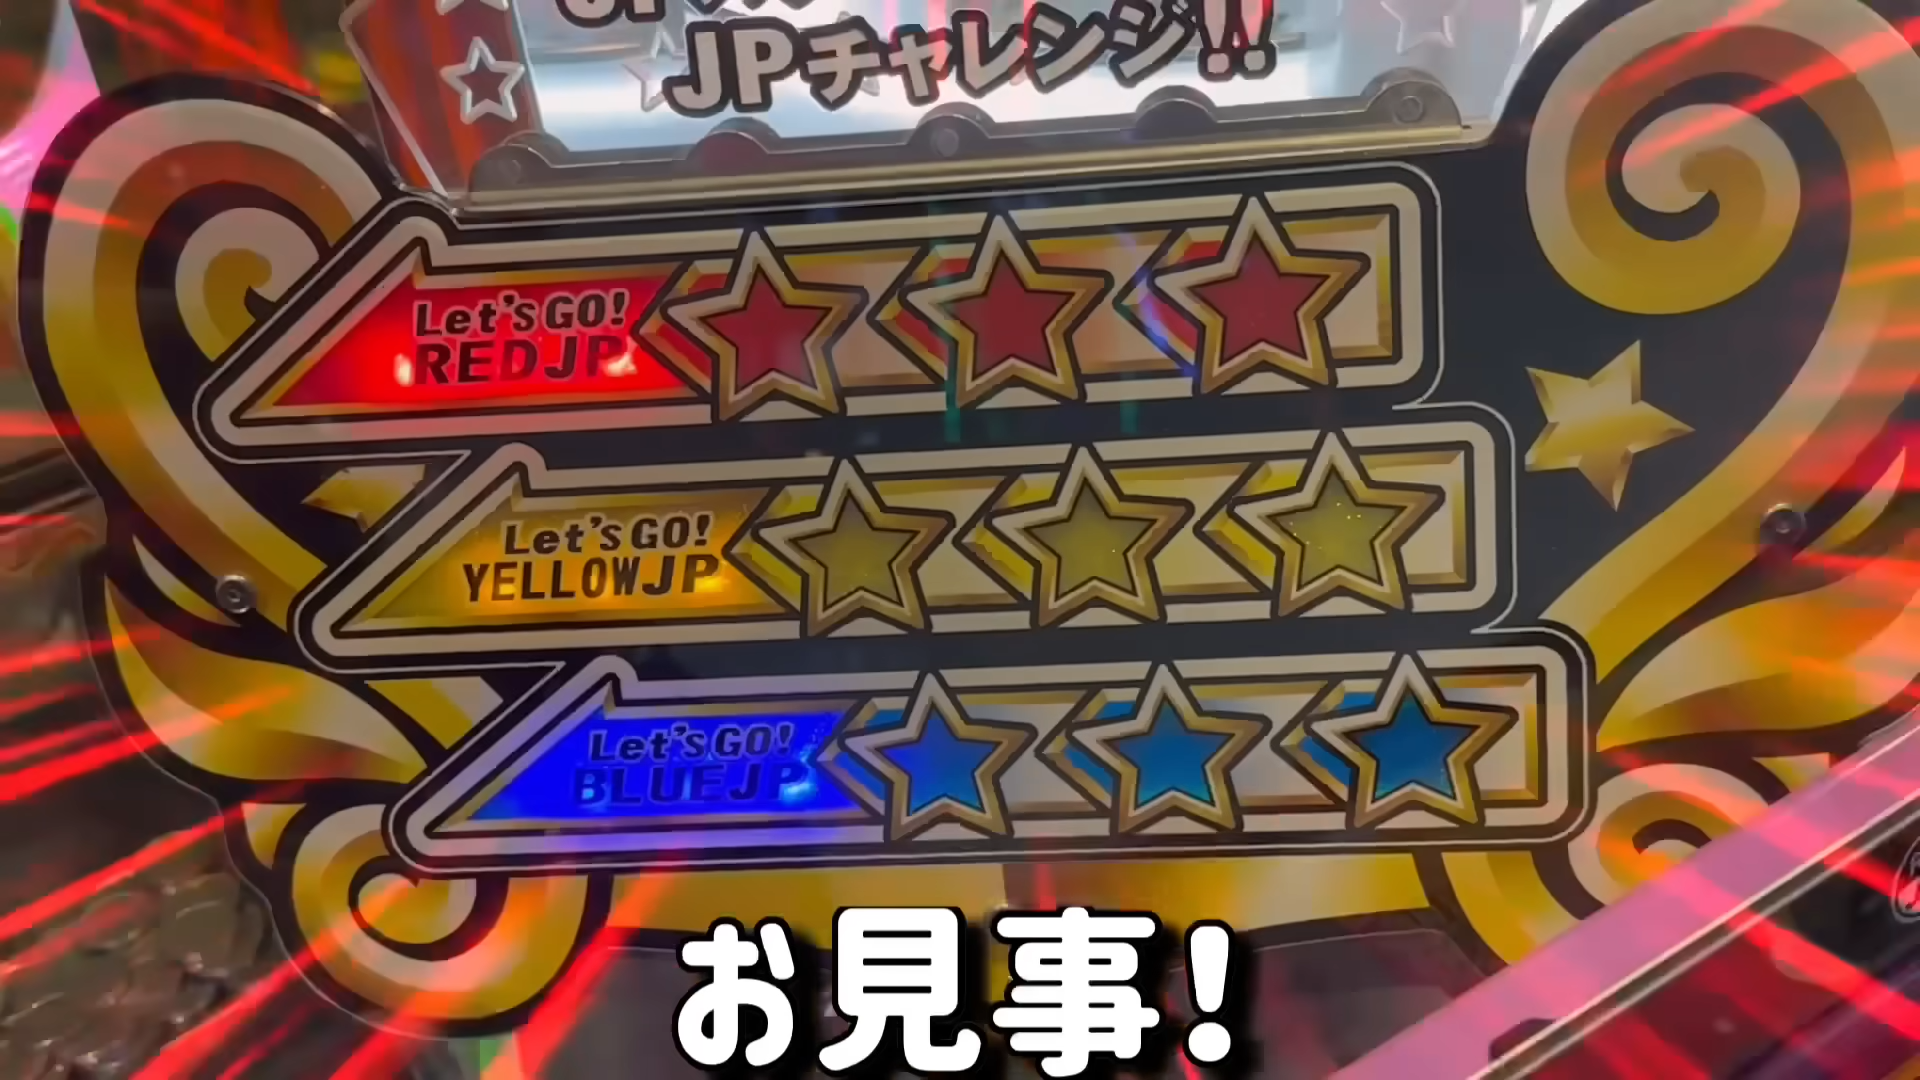 JPチャレンジ!!
Let's GO!
RED JP
Let's GO!
YELLOW JP
Let's GO!
BLUE JP
お見事!